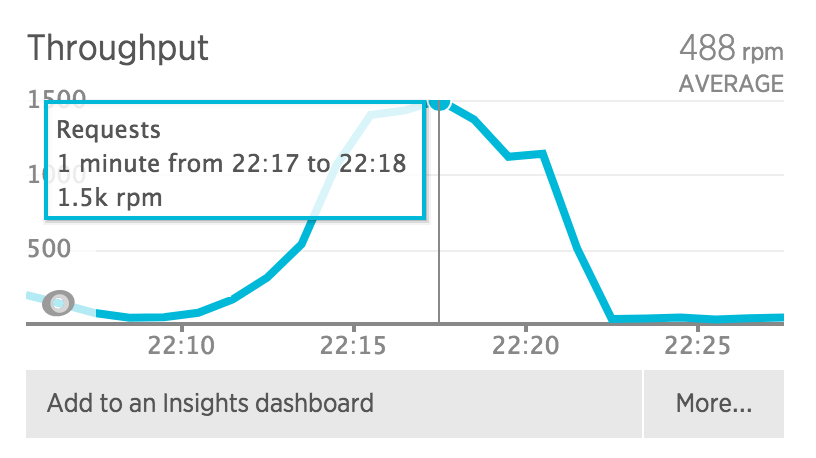 Throughput
488 rpm
AVERAGE
1500
Requests
1 minute from 22:17 to 22:18
1000
1.5k rpm
500
22:10 22:15 22:20 22:25
Add to an Insights dashboard More...